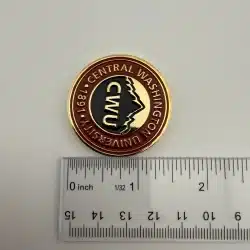 • CENTRAL WASHINGTON UNIVERSITY • 1891
CWU
0 inch 1/32 1 2
15 14 13 12 11 10 9